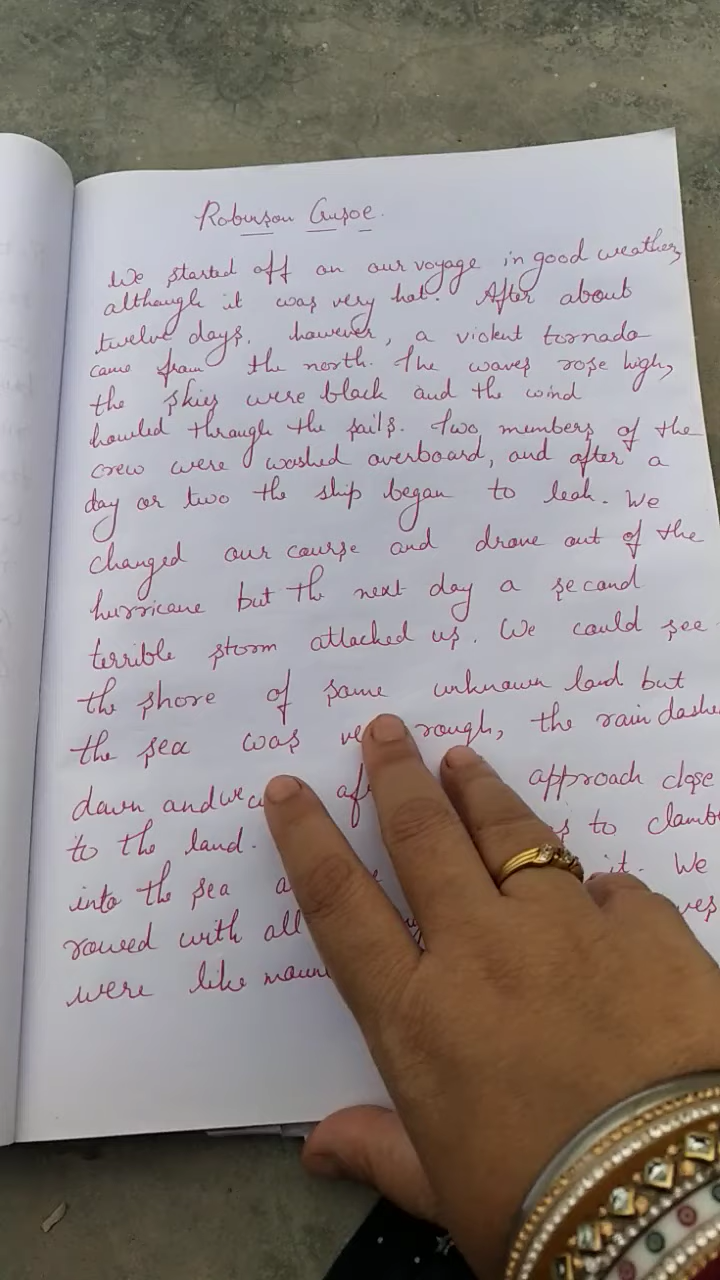 Robinson Crusoe.
We started off on our voyage in good weather,
although it was very hot. After about
twelve days, however, a violent tornado
came from the north. The waves rose high,
the skies were black and the wind
howled through the sails. Two members of the
crew were washed overboard, and after a
day or two the ship began to leak. We
changed our course and drove out of the
hurricane but the next day a second
terrible storm attacked us. We could see
the shore of some unknown land but
the sea was rough, the rain
down and we approach close
to the land. to
into the sea it. We
rowed with all
were like